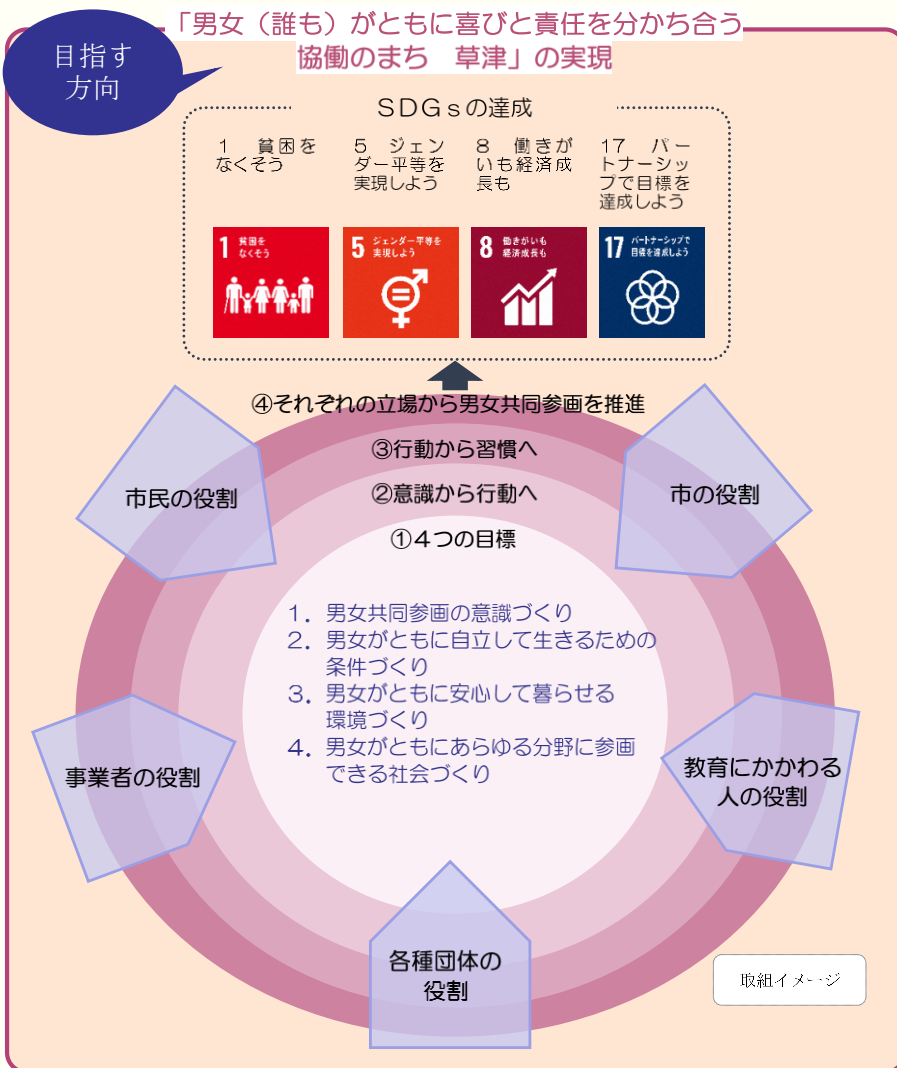 目指す
方向
「男女（誰も）がともに喜びと責任を分かち合う
協働のまち　草津」の実現
ＳＤＧｓの達成
１　貧困を
なくそう
５　ジェン
ダー平等を
実現しよう
８　働きが
いも経済成
長も
17　パー
トナーシッ
プで目標を
達成しよう
1 貧困を
なくそう
5 ジェンダー平等を
実現しよう
8 働きがいも
経済成長も
17 パートナーシップで
目標を達成しよう
④それぞれの立場から男女共同参画を推進
③行動から習慣へ
②意識から行動へ
①４つの目標
市民の役割
市の役割
１．男女共同参画の意識づくり
２．男女がともに自立して生きるための
条件づくり
３．男女がともに安心して暮らせる
環境づくり
４．男女がともにあらゆる分野に参画
できる社会づくり
事業者の役割
教育にかかわる
人の役割
各種団体の
役割
取組イメージ